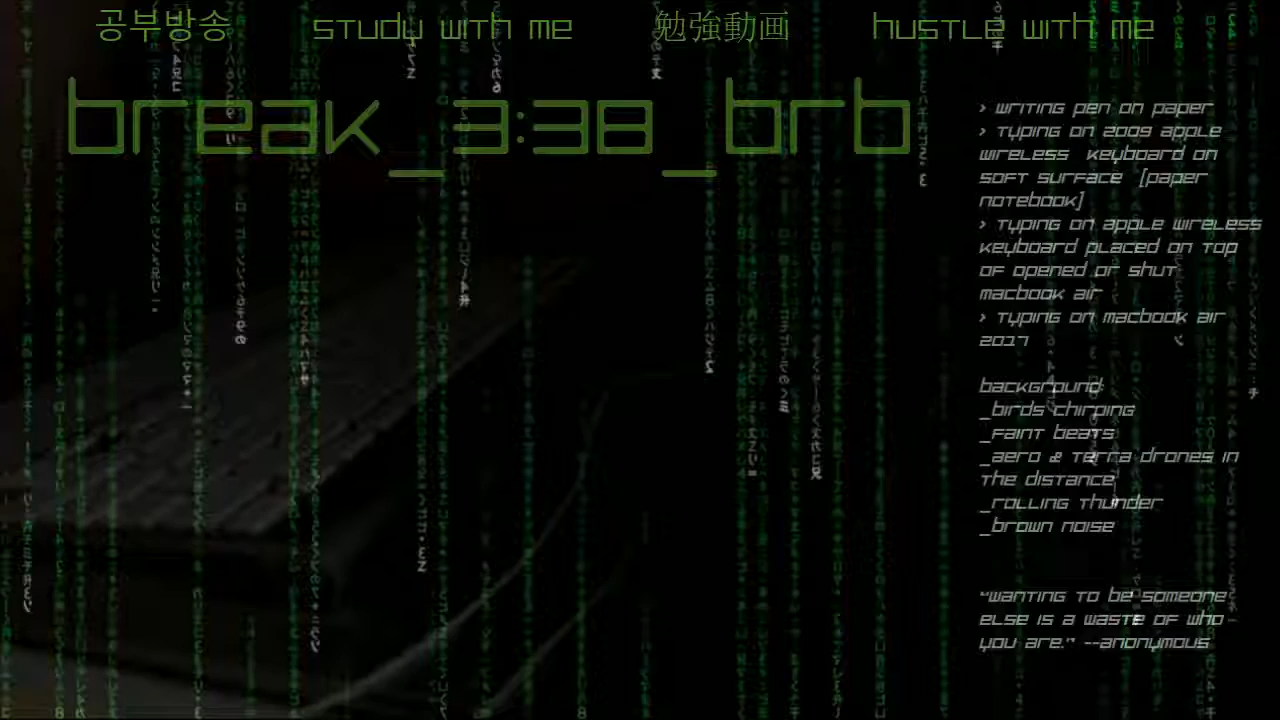 공부방송 study with me 勉強動画 hustle with me
break_3:38_brb
> writing pen on paper
> typing on 2009 apple
wireless keyboard on
soft surface [paper
notebook]
> typing on apple wireless
keyboard placed on top
of opened or shut
macbook air
> typing on macbook air
2017
background:
_birds chirping
_faint beats
_aero & terra drones in
the distance
_rolling thunder
_brown noise
"wanting to be someone
else is a waste of who
you are." --anonymous